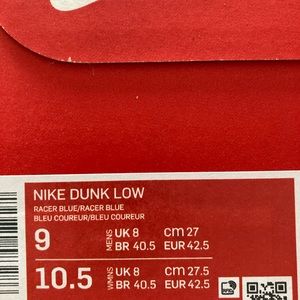 NIKE DUNK LOW
RACER BLUE/RACER BLUE
BLEU COUREUR/BLEU COUREUR
9 MENS UK 8 CM 27
BR 40.5 EUR 42.5
10.5 WMNS UK 8 CM 27.5
BR 40.5 EUR 42.5